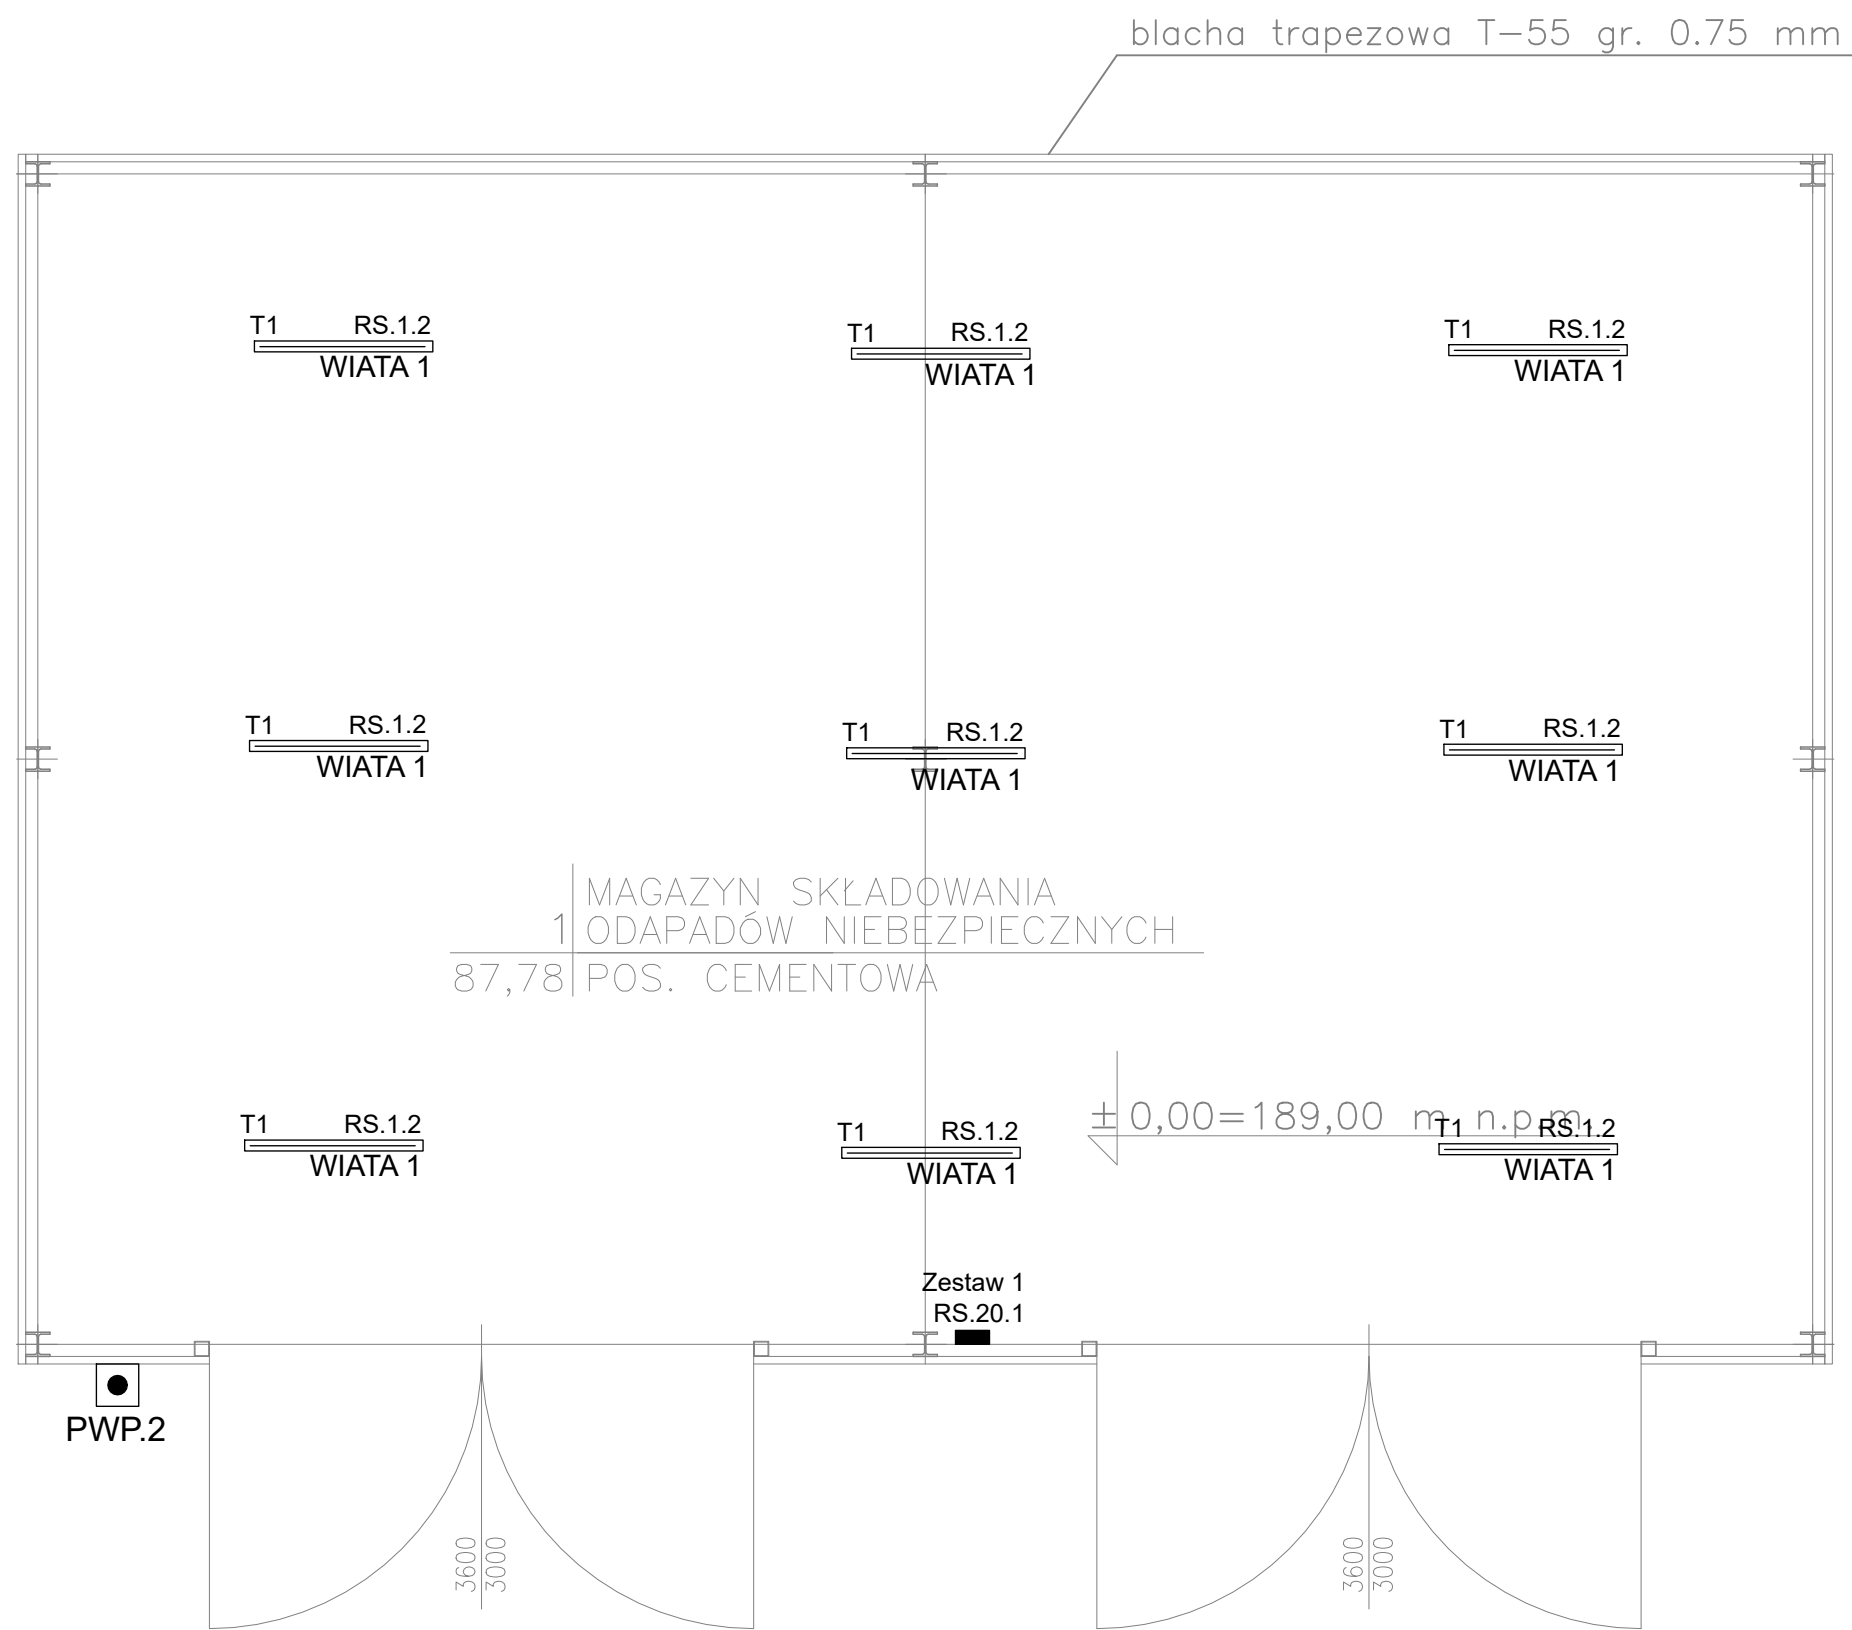 blacha trapezowa T-55 gr. 0.75 mm
T1 RS.1.2
WIATA 1
T1 RS.1.2
WIATA 1
T1 RS.1.2
WIATA 1
T1 RS.1.2
WIATA 1
T1 RS.1.2
WIATA 1
T1 RS.1.2
WIATA 1
MAGAZYN SKŁADOWANIA
1 ODAPADÓW NIEBEZPIECZNYCH
87,78 POS. CEMENTOWA
±0,00=189,00 m n.p.m.
T1 RS.1.2
WIATA 1
T1 RS.1.2
WIATA 1
T1 RS.1.2
WIATA 1
Zestaw 1
RS.20.1
PWP.2
3600
3000
3600
3000